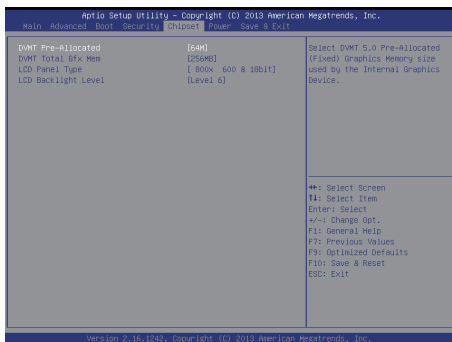 Aptio Setup Utility – Copyright (C) 2013 American Megatrends, Inc.
Main Advanced Boot Security Chipset Power Save & Exit
DVMT Pre-Allocated [64M]
DVMT Total Gfx Mem [256MB]
LCD Panel Type [ 800x 600 & 18bit]
LCD Backlight Level [Level 6]
Select DVMT 5.0 Pre-Allocated
(Fixed) Graphics Memory size
used by the Internal Graphics
Device.
→←: Select Screen
↑↓: Select Item
Enter: Select
+/-: Change Opt.
F1: General Help
F7: Previous Values
F9: Optimized Defaults
F10: Save & Reset
ESC: Exit
Version 2.16.1242. Copyright (C) 2013 American Megatrends, Inc.